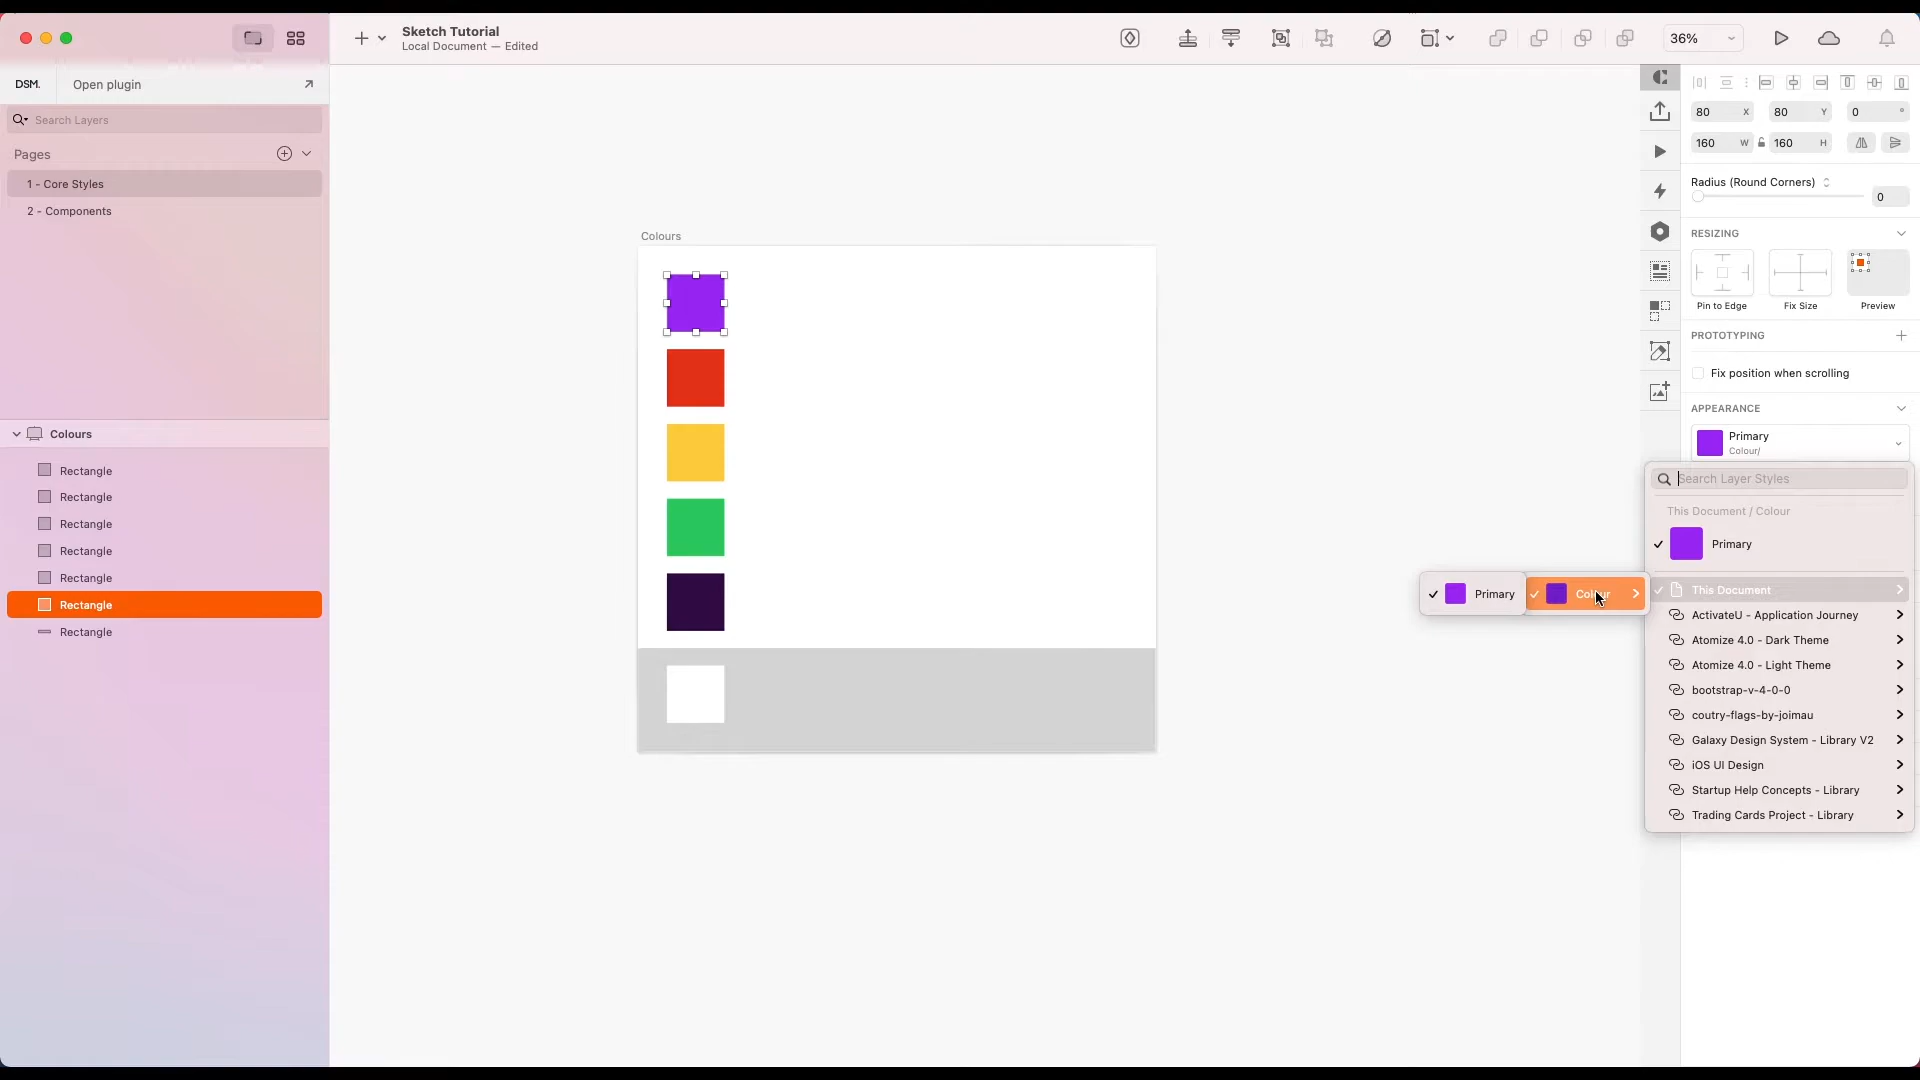 Sketch Tutorial
Local Document — Edited
36%
DSM.
Open plugin
Search Layers
Pages
1 - Core Styles
2 - Components
Colours
Rectangle
Rectangle
Rectangle
Rectangle
Rectangle
Rectangle
Rectangle
Colours
80 X 80 Y 0 °
160 W 160 H
Radius (Round Corners)
0
RESIZING
Pin to Edge Fix Size Preview
PROTOTYPING
Fix position when scrolling
APPEARANCE
Primary
Colour/
Search Layer Styles
This Document / Colour
Primary
This Document
Primary
Colour
ActivateU - Application Journey
Atomize 4.0 - Dark Theme
Atomize 4.0 - Light Theme
bootstrap-v-4-0-0
coutry-flags-by-joimau
Galaxy Design System - Library V2
iOS UI Design
Startup Help Concepts - Library
Trading Cards Project - Library